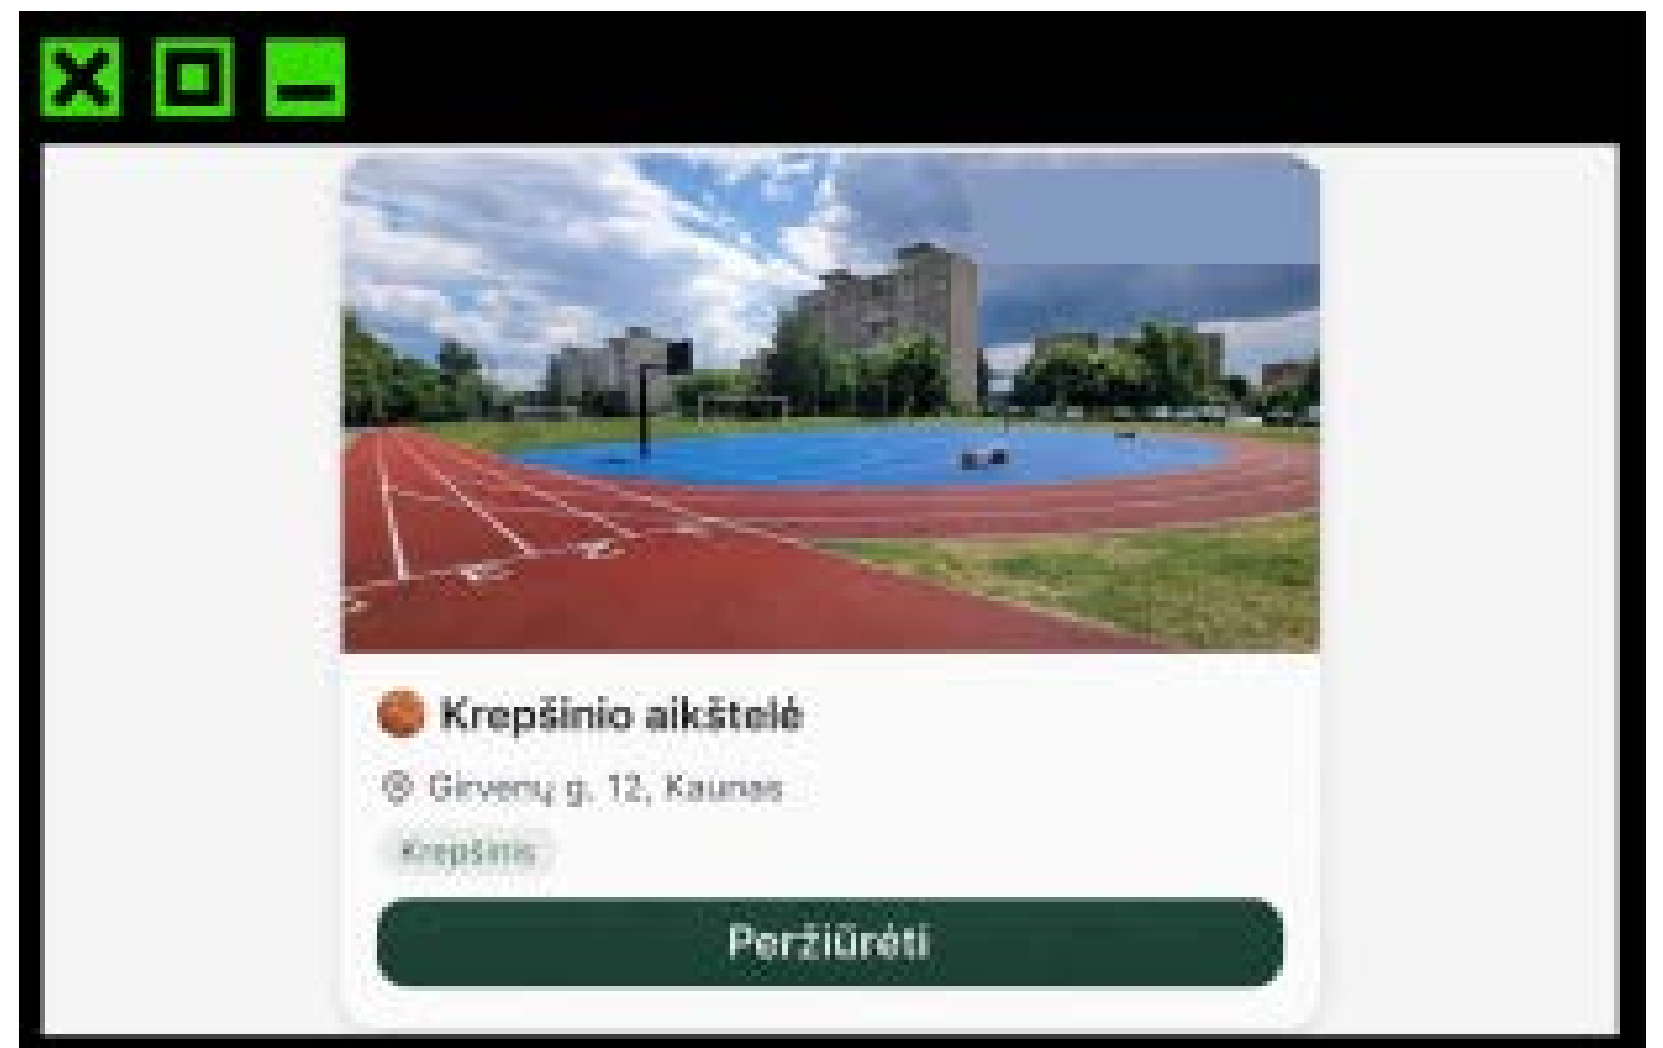 Krepšinio aikštelė
Girvenų g. 12, Kaunas
Krepšinis
Peržiūrėti